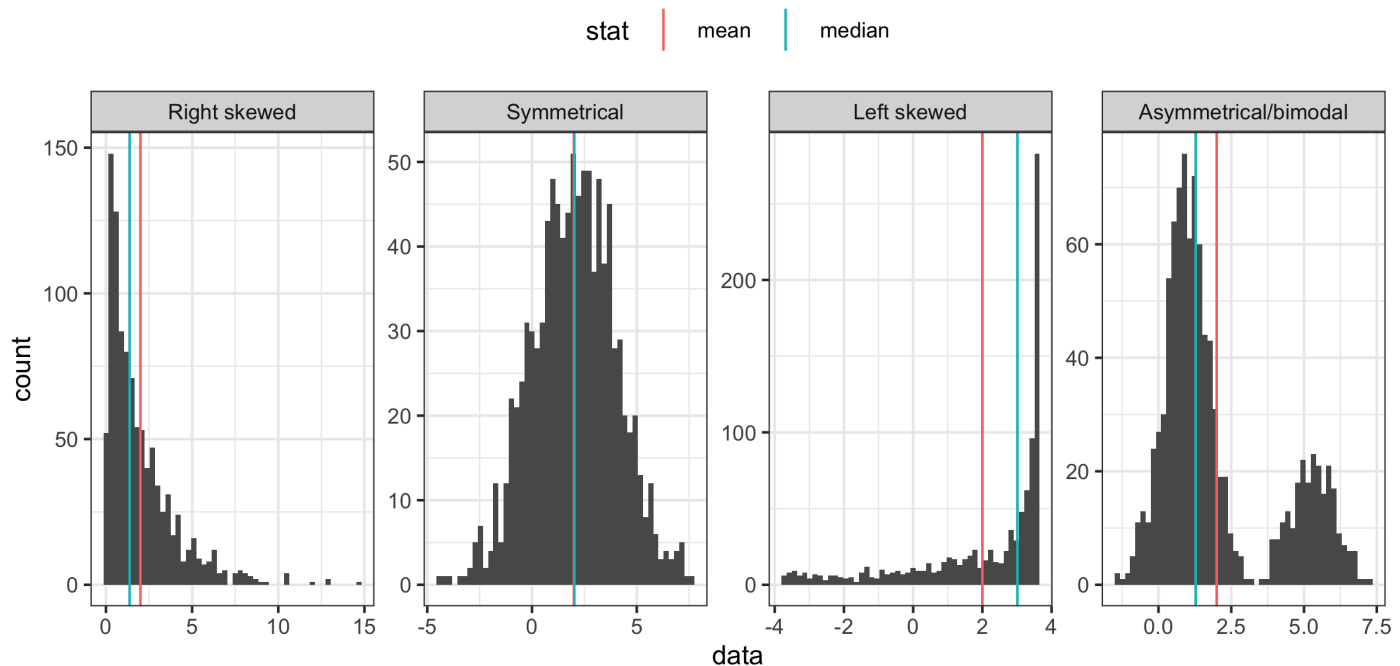 stat mean median
Right skewed Symmetrical Left skewed Asymmetrical/bimodal
count
150
100
50
0
0 5 10 15
50
40
30
20
10
0
-5 0 5
200
100
0
-4 -2 0 2 4
60
40
20
0
0.0 2.5 5.0 7.5
data